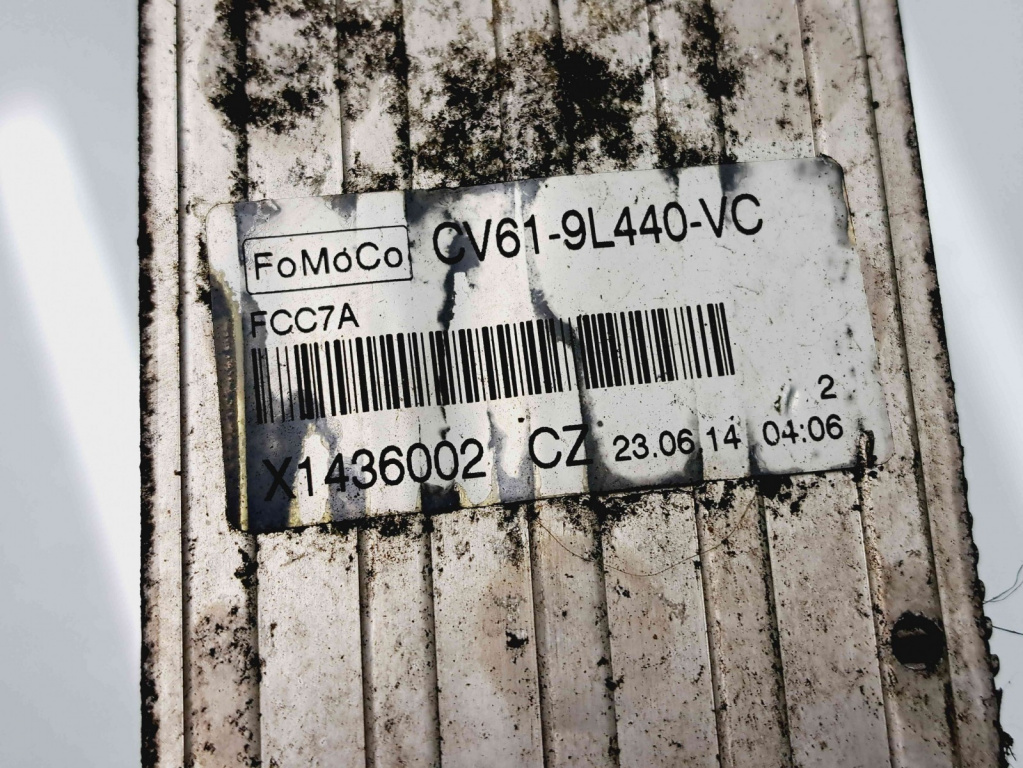 FoMoCo CV61-9L440-VC
FCC7A
2
X1436002 CZ 23.06.14 04:06